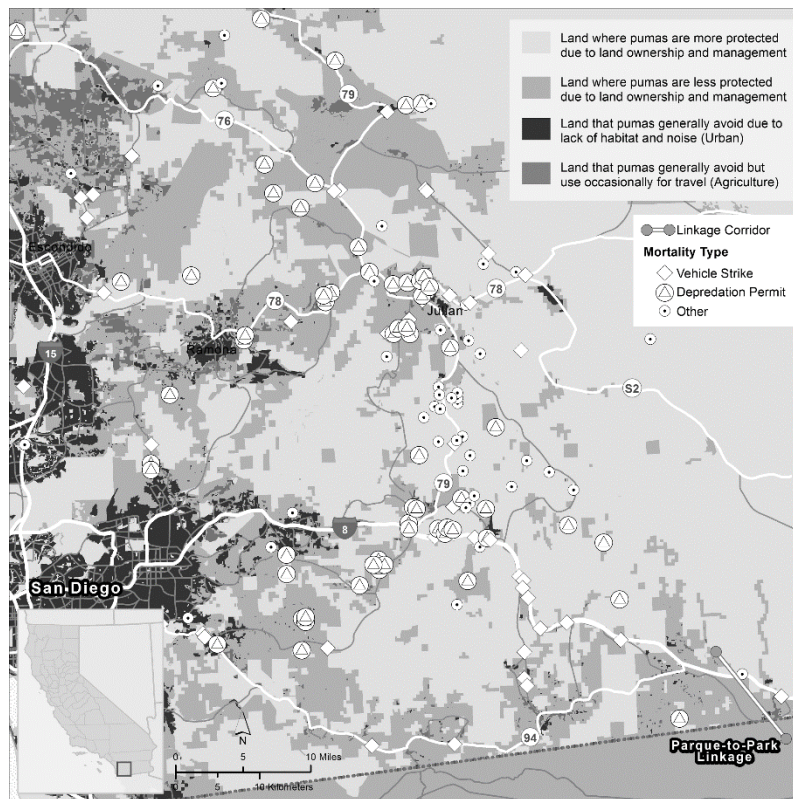 Land where pumas are more protected
due to land ownership and management
Land where pumas are less protected
due to land ownership and management
Land that pumas generally avoid due to
lack of habitat and noise (Urban)
Land that pumas generally avoid but
use occasionally for travel (Agriculture)
Linkage Corridor
Mortality Type
Vehicle Strike
Depredation Permit
Other
79
76
Escondido
78
78
Julian
Ramona
15
S2
79
8
San Diego
N
0 5 10 Miles
0 5 10 Kilometers
94
Parque-to-Park
Linkage